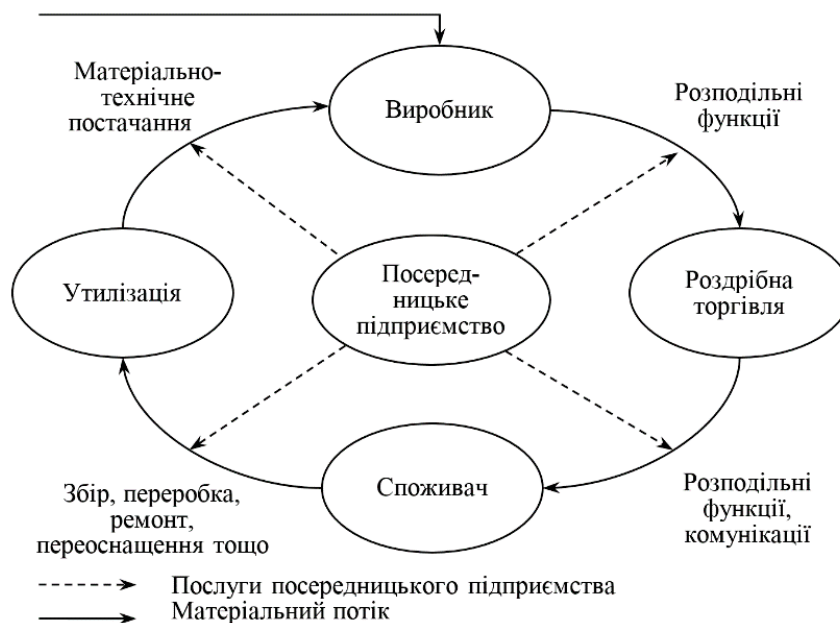 Матеріально-
технічне
постачання
Виробник
Розподільні
функції
Утилізація
Посеред-
ницьке
підприємство
Роздрібна
торгівля
Збір, переробка,
ремонт,
переоснащення тощо
Споживач
Розподільні
функції,
комунікації
Послуги посередницького підприємства
Матеріальний потік